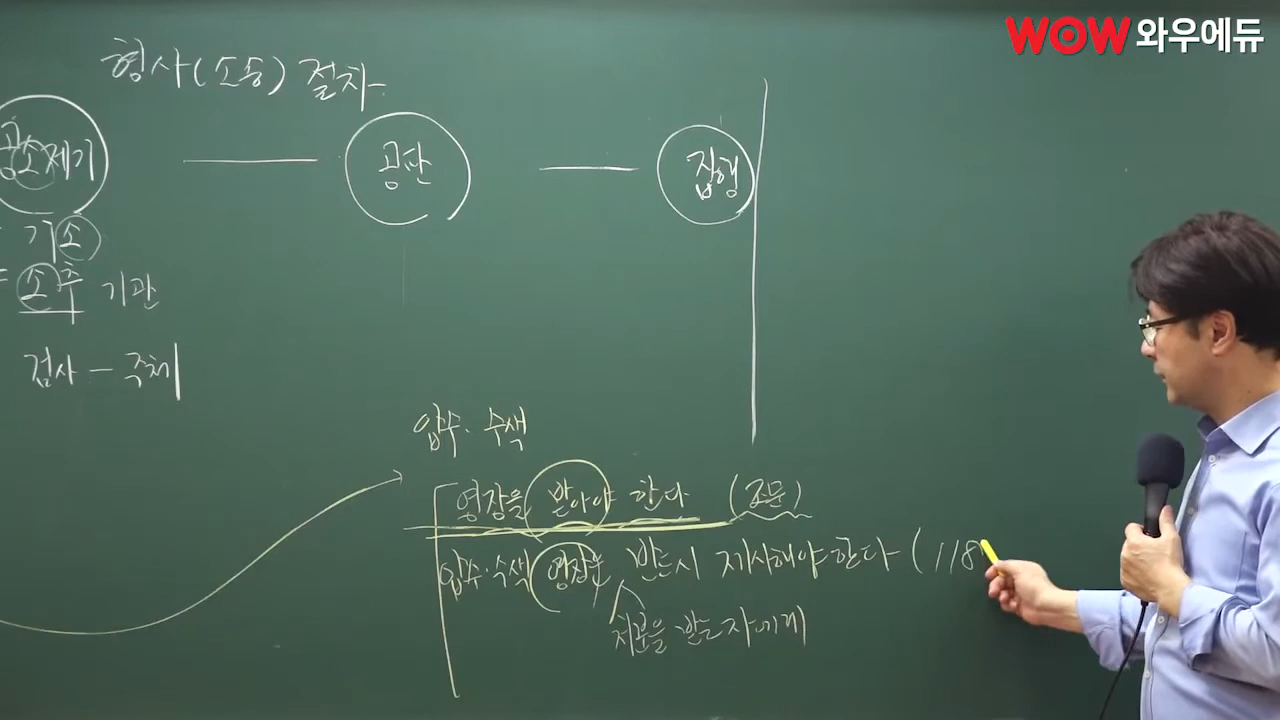 WOW 와우에듀
형사(소송) 절차
공소제기 — 공판 — 집행
기소
소추 기관
검사 – 주체
압수·수색
영장을 받아야 한다 (조문)
압수·수색 영장은 반드시 제시해야 한다 (118
처분을 받는 자에게